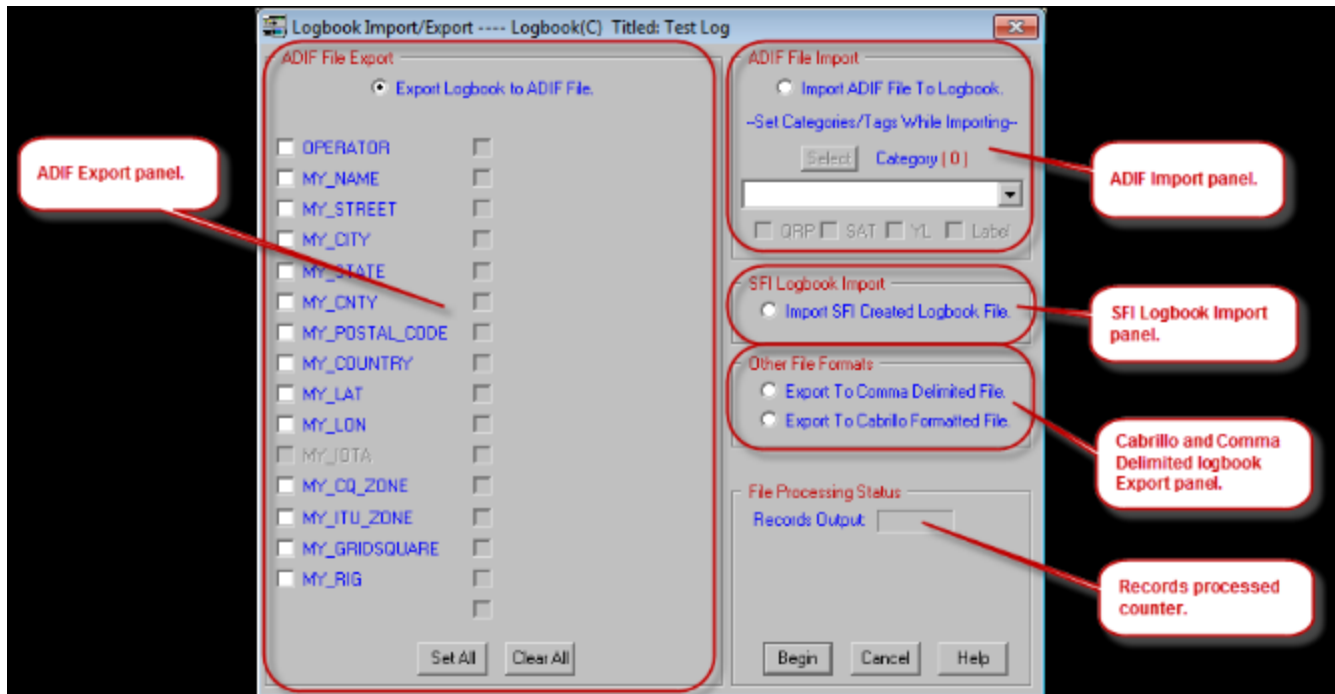 Logbook Import/Export ---- Logbook(C) Titled: Test Log
ADIF File Export
Export Logbook to ADIF File.
OPERATOR
MY_NAME
MY_STREET
MY_CITY
MY_STATE
MY_CNTY
MY_POSTAL_CODE
MY_COUNTRY
MY_LAT
MY_LON
MY_IOTA
MY_CQ_ZONE
MY_ITU_ZONE
MY_GRIDSQUARE
MY_RIG
Set All Clear All
ADIF File Import
Import ADIF File To Logbook.
--Set Categories/Tags While Importing--
Select Category [ 0 ]
QRP SAT YL Label
SFI Logbook Import
Import SFI Created Logbook File.
Other File Formats
Export To Comma Delimited File.
Export To Cabrillo Formatted File.
File Processing Status
Records Output
Begin Cancel Help
ADIF Export panel.
ADIF Import panel.
SFI Logbook Import
panel.
Cabrillo and Comma
Delimited logbook
Export panel.
Records processed
counter.